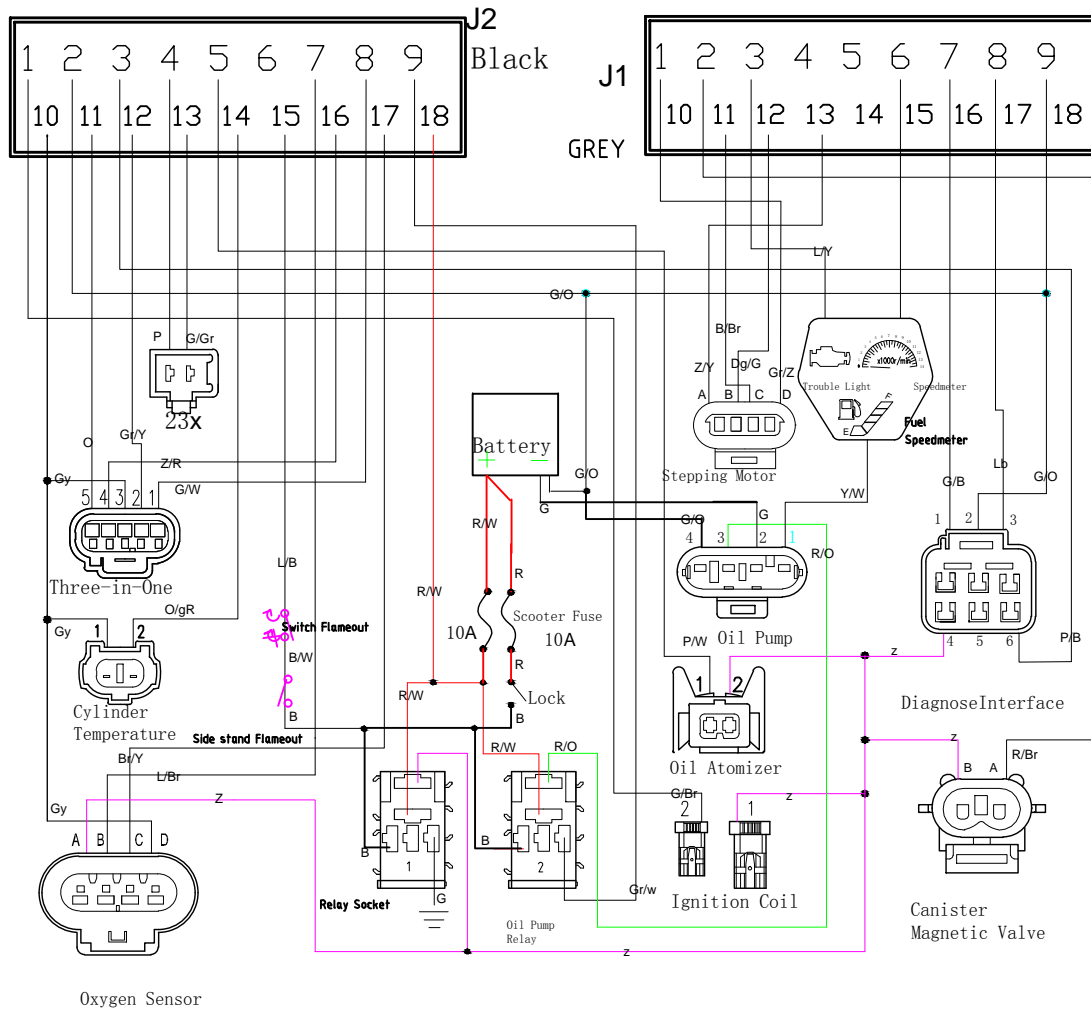 J2
Black
1 2 3 4 5 6 7 8 9
10 11 12 13 14 15 16 17 18
J1
GREY
1 2 3 4 5 6 7 8 9
10 11 12 13 14 15 16 17 18
L/Y
G/O
P G/Gr
23x
B/Br
Z/Y Dg/G Gr/Z
A B C D
Stepping Motor
x1000r/min
Trouble Light Speedmeter
E F
Fuel
Speedmeter
Battery
+ −
O Gr/Y
Z/R
Gy G/W
5 4 3 2 1
Three-in-One
G/O
G
R/W
R
G/O G Y/W
4 3 2 1
R/O
Oil Pump
Lb
G/B G/O
1 2 3
4 5 6
P/B
DiagnoseInterface
L/B
O/gR
Gy
1 2
Cylinder
Temperature
Switch Flameout
B/W
B
Side stand Flameout
R/W
Scooter Fuse
10A 10A
R
Lock
R/W
B
P/W
z
1 2
Oil Atomizer
Br/Y
L/Br
Gy
Z
A B C D
Oxygen Sensor
R/W R/O
B
B
1
2
G
Gr/w
Relay Socket
Oil Pump
Relay
z
G/Br
2 1
z
Ignition Coil
z
B A
R/Br
Canister
Magnetic Valve